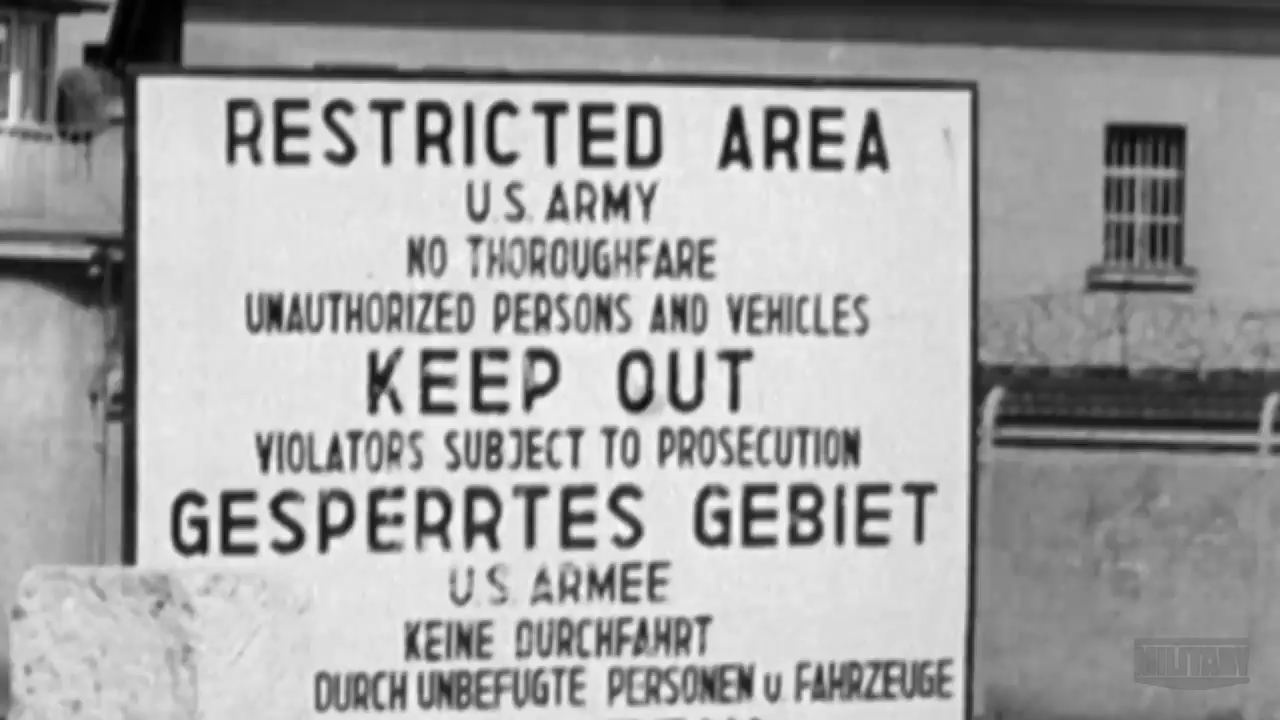 RESTRICTED AREA
U.S. ARMY
NO THOROUGHFARE
UNAUTHORIZED PERSONS AND VEHICLES
KEEP OUT
VIOLATORS SUBJECT TO PROSECUTION
GESPERRTES GEBIET
U.S. ARMEE
KEINE DURCHFAHRT
DURCH UNBEFUGTE PERSONEN u. FAHRZEUGE
MILITARY